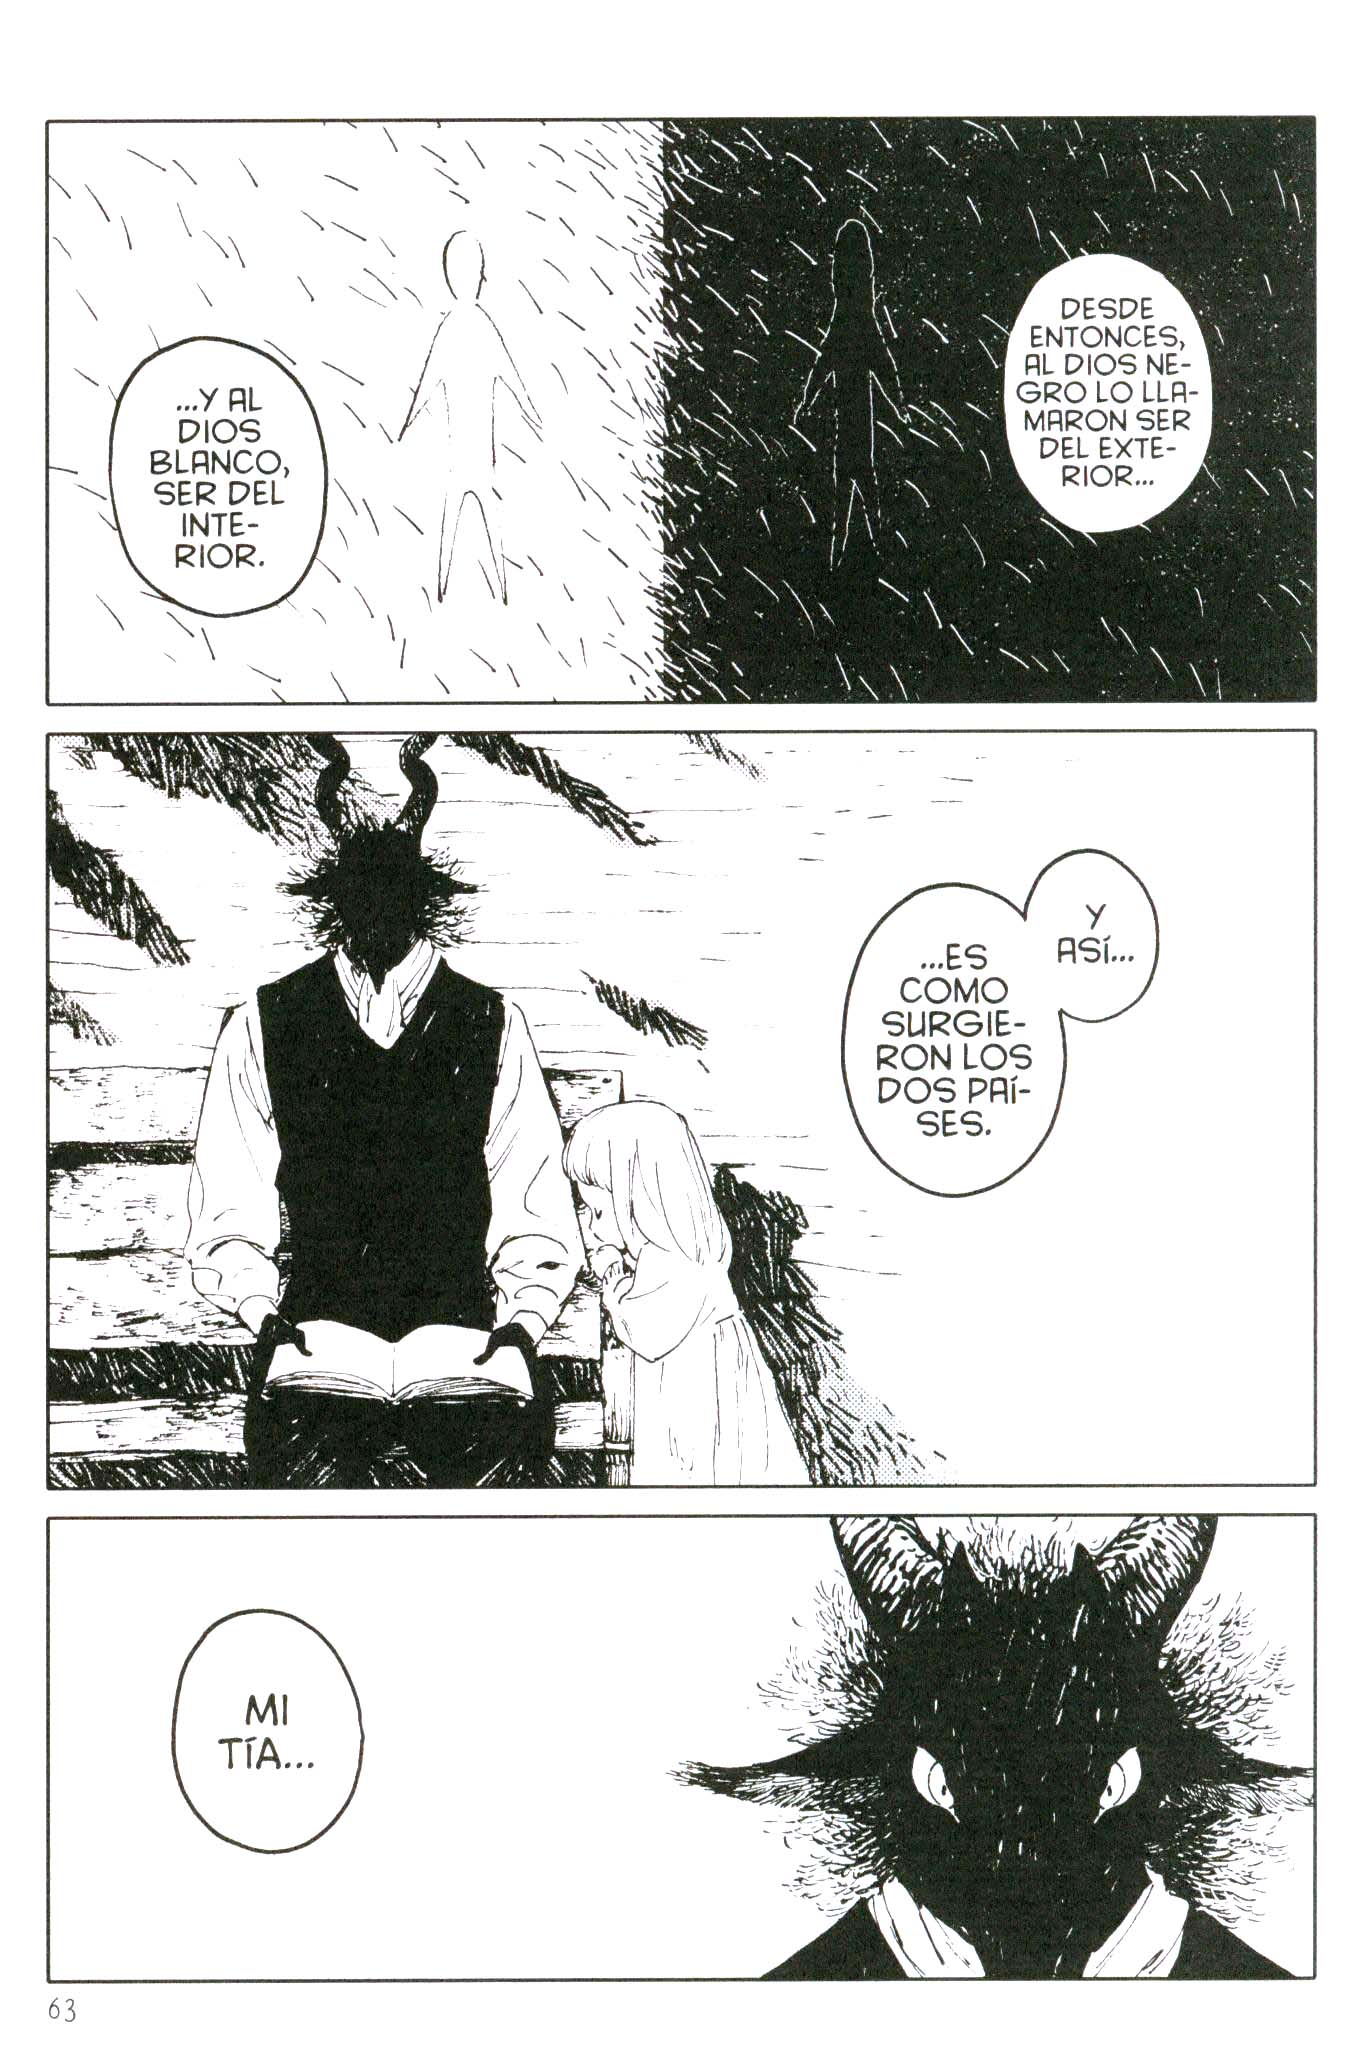 DESDE
ENTONCES,
AL DIOS NE-
GRO LO LLA-
MARON SER
DEL EXTE-
RIOR...
...Y AL
DIOS
BLANCO,
SER DEL
INTE-
RIOR.
Y
ASÍ...
...ES
COMO
SURGIE-
RON LOS
DOS PAÍ-
SES.
MI
TÍA...
63